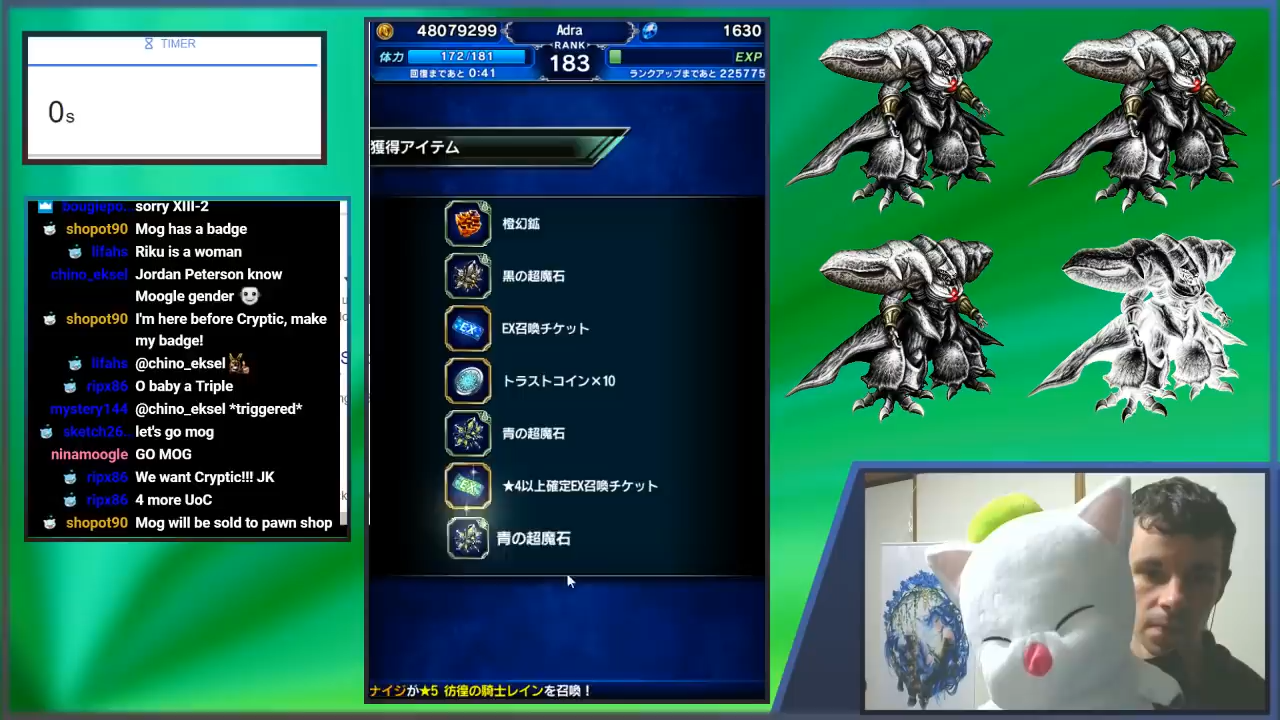 TIMER
0s
bougiepo... sorry XIII-2
shopot90 Mog has a badge
lifahs Riku is a woman
chino_eksel Jordan Peterson know
Moogle gender
shopot90 I'm here before Cryptic, make
my badge!
lifahs @chino_eksel
ripx86 O baby a Triple
mystery144 @chino_eksel *triggered*
sketch26... let's go mog
ninamoogle GO MOG
ripx86 We want Cryptic!!! JK
ripx86 4 more UoC
shopot90 Mog will be sold to pawn shop
48079299
Adra
1630
体力 172/181
RANK
183
EXP
回復まであと 0:41
ランクアップまであと 225775
獲得アイテム
橙幻鉱
黒の超魔石
EX召喚チケット
トラストコイン×10
青の超魔石
★4以上確定EX召喚チケット
青の超魔石
ナイジが★5 彷徨の騎士レインを召喚！